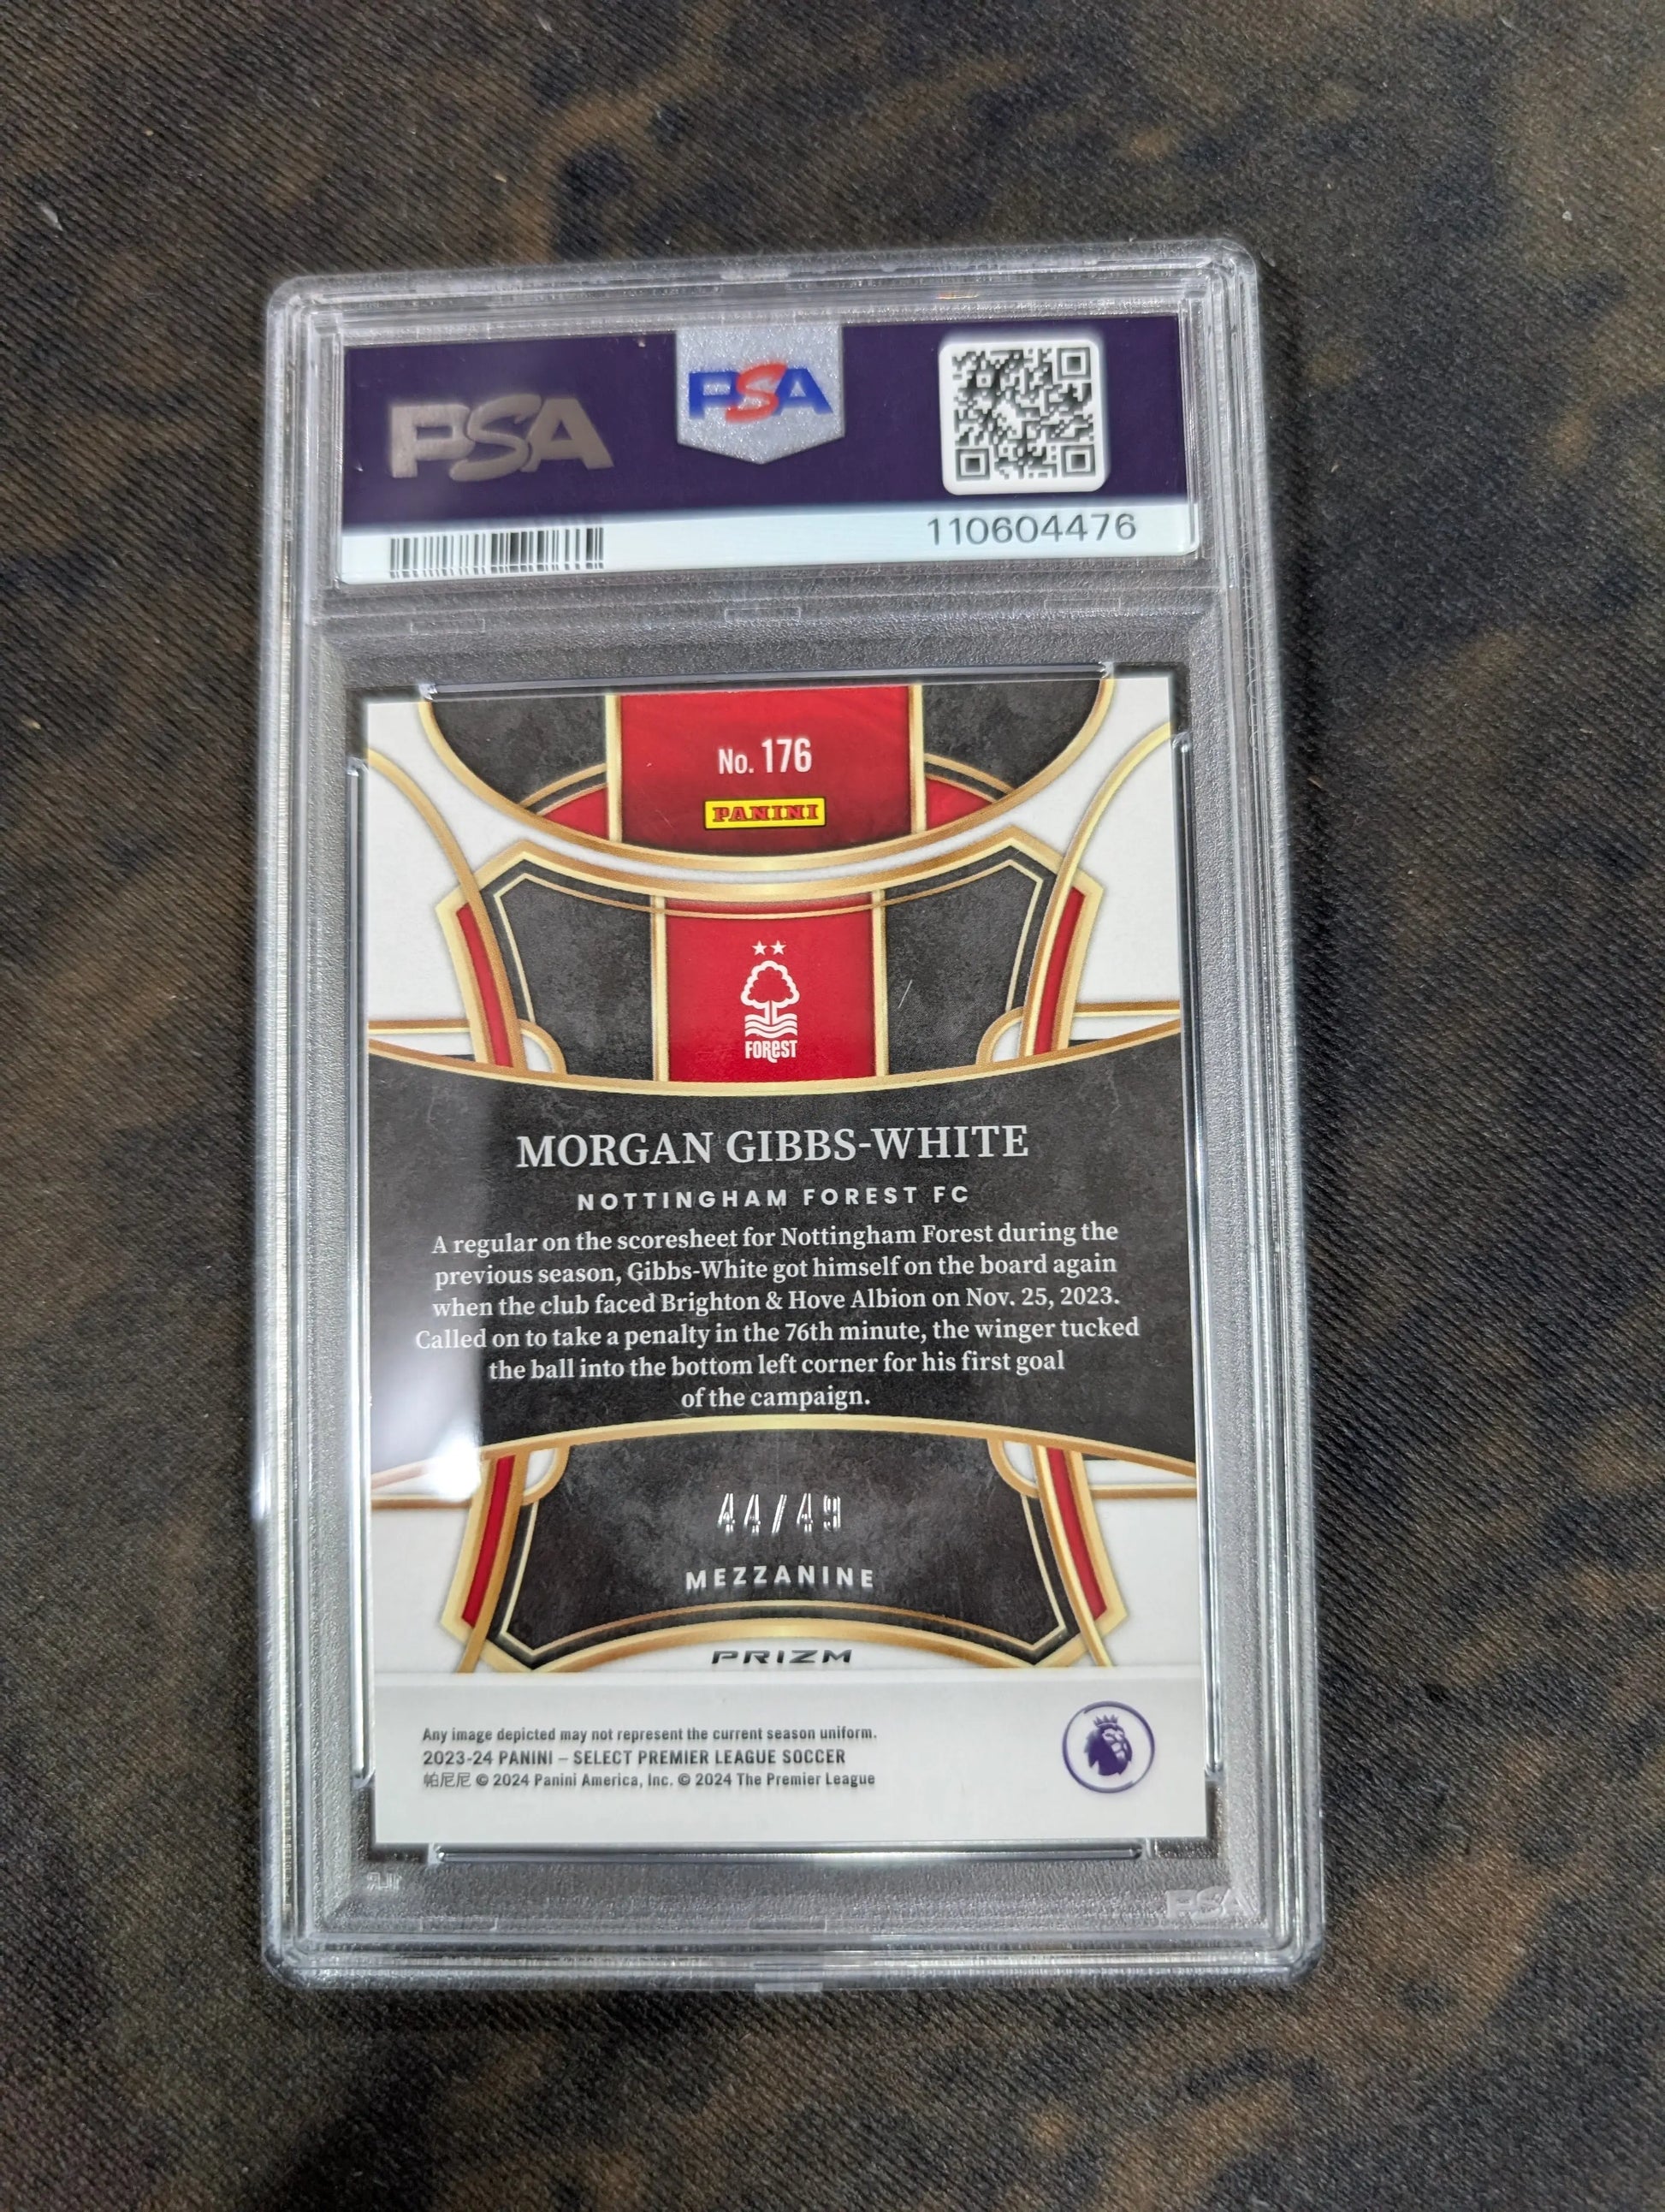 PSA
PSA
110604476
No. 176
PANINI
FOREST
MORGAN GIBBS-WHITE
NOTTINGHAM FOREST FC
A regular on the scoresheet for Nottingham Forest during the
previous season, Gibbs-White got himself on the board again
when the club faced Brighton & Hove Albion on Nov. 25, 2023.
Called on to take a penalty in the 76th minute, the winger tucked
the ball into the bottom left corner for his first goal
of the campaign.
44/49
MEZZANINE
PRIZM
Any image depicted may not represent the current season uniform.
2023-24 PANINI – SELECT PREMIER LEAGUE SOCCER
帕尼尼 © 2024 Panini America, Inc. © 2024 The Premier League
PSA